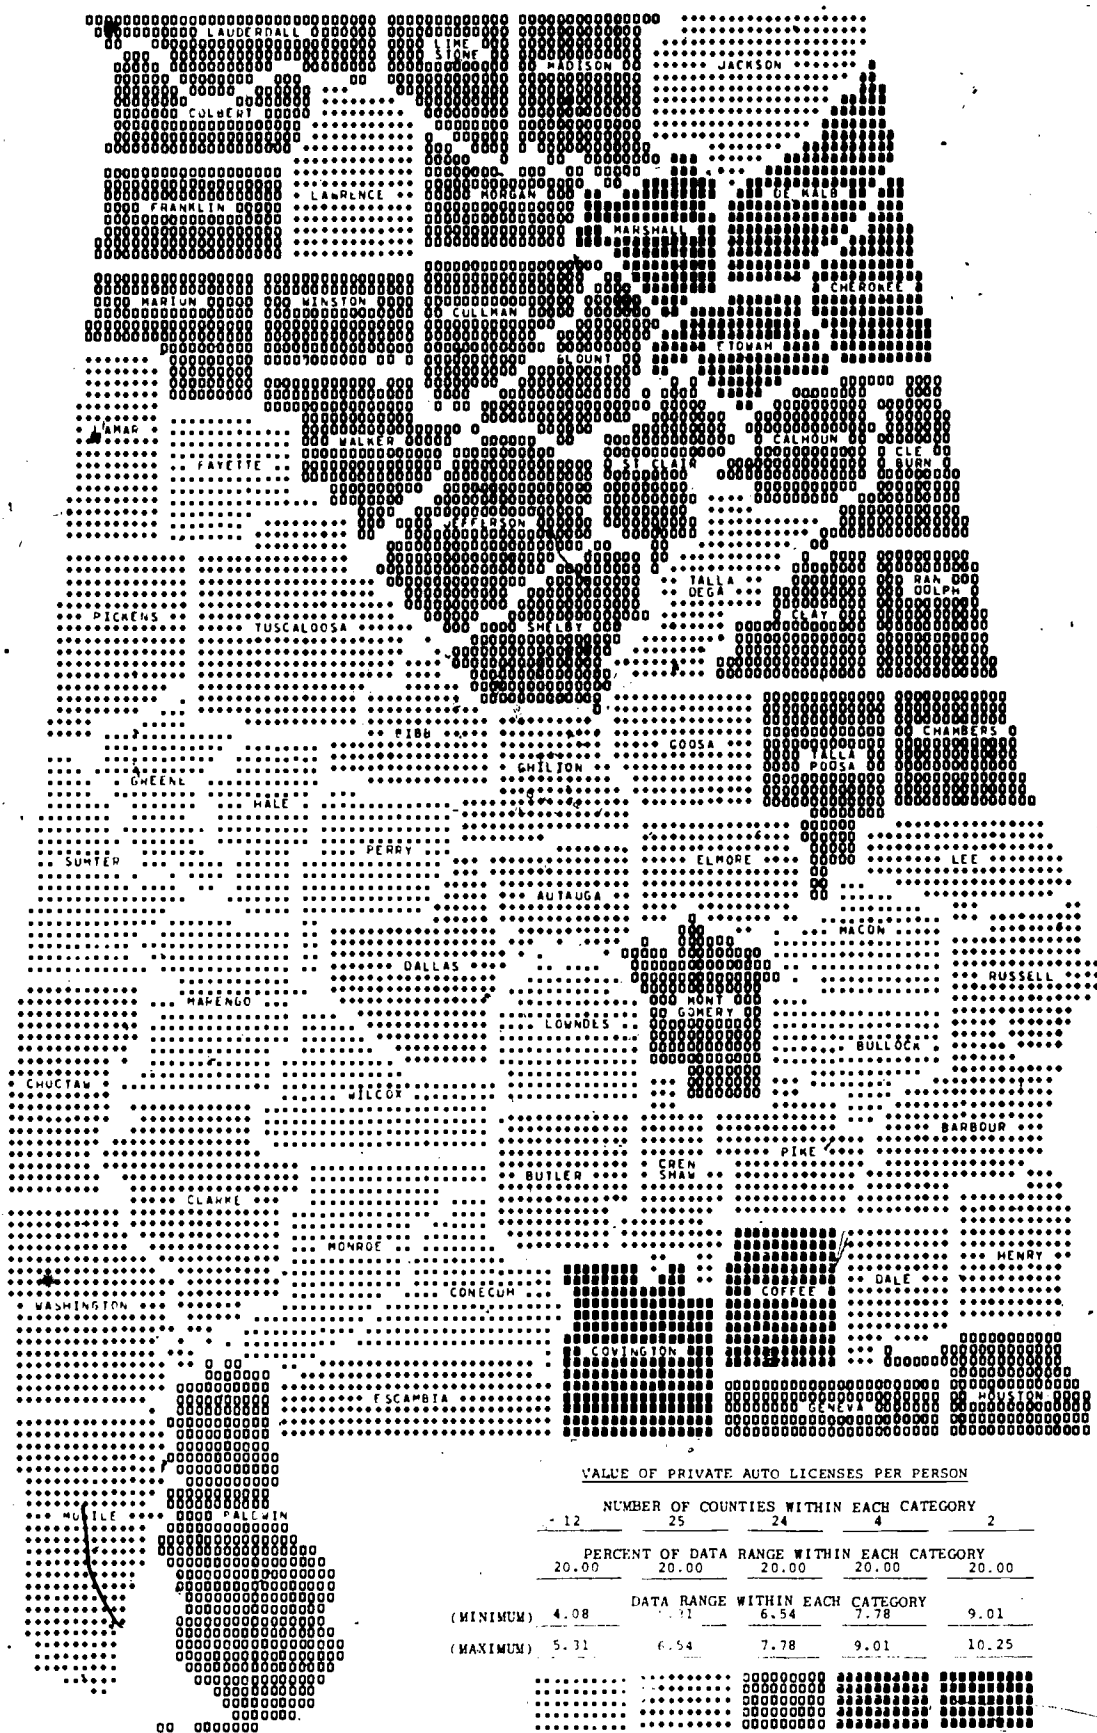 LAUDERDALL
LIME
STONE
MADISON
JACKSON
COLBERT
LAWRENCE
MORGAN
DE KALB
FRANKLIN
MARSHALL
CHEROKEE
MARIUN
WINSTON
CULLMAN
ETOWAH
BLOUNT
LAMAR
WALKER
CALHOUN
FAYETTE
ST CLAIR
CLE
BURN
JEFFERSON
TALLA
DEGA
RAN
DOLPH
PICKENS
TUSCALOOSA
SHELBY
CLAY
BIBB
COOSA
CHAMBERS
GREENE
CHILTON
TALLA
POOSA
HALE
SUMTER
PERRY
ELMORE
LEE
AUTAUGA
MACON
DALLAS
RUSSELL
MARENGO
MONT
GOMERY
LOWNDES
BULLOCK
CHOCTAW
WILCOX
BARBOUR
PIKE
BUTLER
CREN
SHAW
CLARKE
MONROE
HENRY
DALE
CONECUH
COFFEE
WASHINGTON
COVINGTON
ESCAMBIA
HOUSTON
GENEVA
MOBILE
BALDWIN
VALUE OF PRIVATE AUTO LICENSES PER PERSON
NUMBER OF COUNTIES WITHIN EACH CATEGORY
12 25 24 4 2
PERCENT OF DATA RANGE WITHIN EACH CATEGORY
20.00 20.00 20.00 20.00 20.00
DATA RANGE WITHIN EACH CATEGORY
(MINIMUM) 4.08 6.54 7.78 9.01
(MAXIMUM) 5.31 6.54 7.78 9.01 10.25